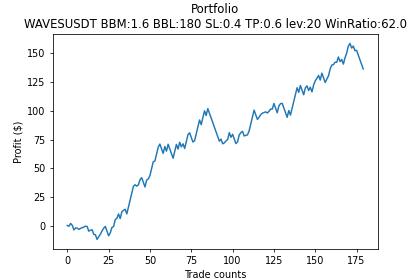 Portfolio
WAVESUSDT BBM:1.6 BBL:180 SL:0.4 TP:0.6 lev:20 WinRatio:62.0
150
125
100
75
50
25
0
Profit ($)
0 25 50 75 100 125 150 175
Trade counts